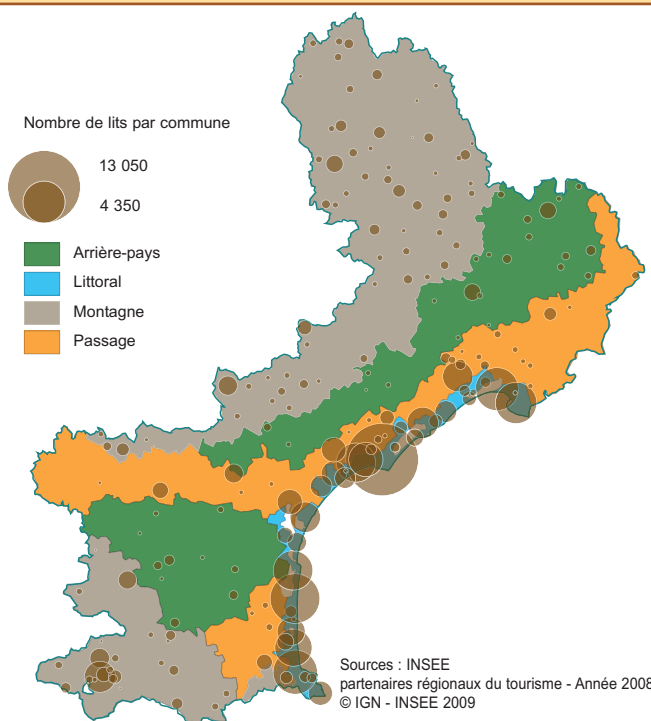 Nombre de lits par commune
13 050
4 350
Arrière-pays
Littoral
Montagne
Passage
Sources : INSEE
partenaires régionaux du tourisme - Année 2008
© IGN - INSEE 2009